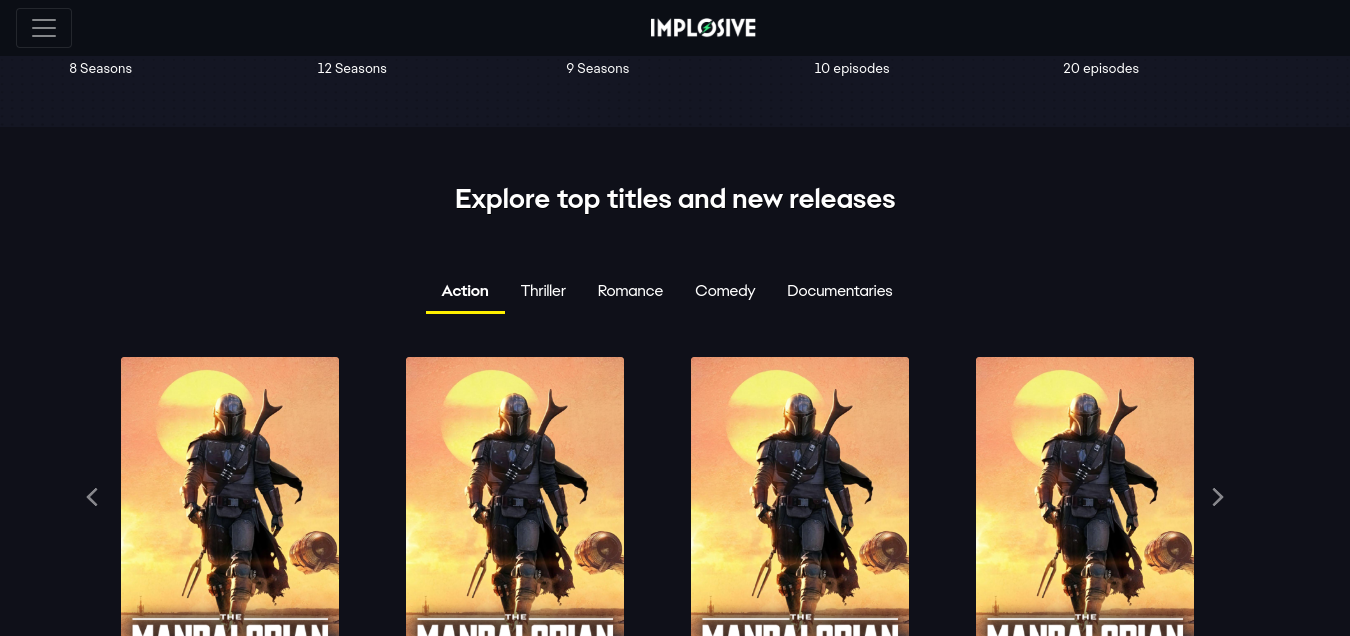 IMPLOSIVE
8 Seasons
12 Seasons
9 Seasons
10 episodes
20 episodes
Explore top titles and new releases
Action
Thriller
Romance
Comedy
Documentaries
THE
MANDALORIAN
THE
MANDALORIAN
THE
MANDALORIAN
THE
MANDALORIAN